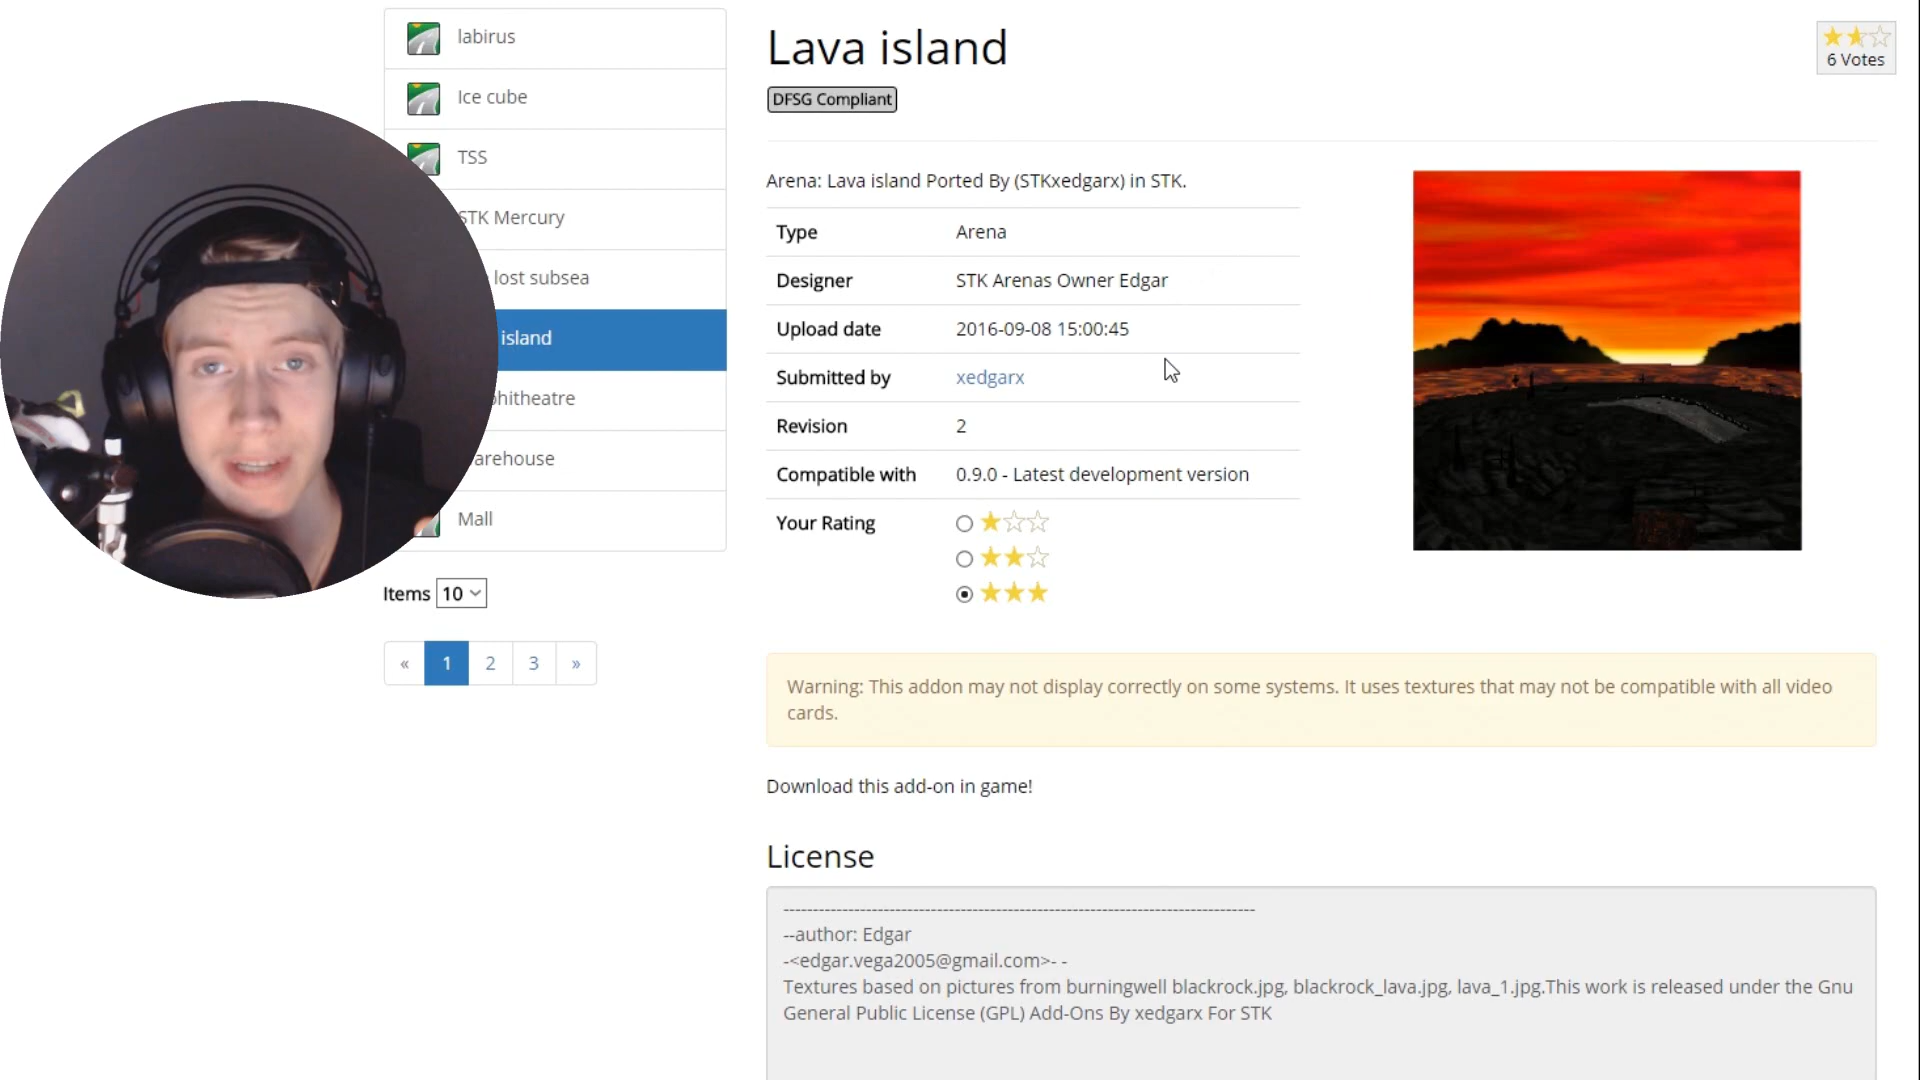 labirus
Ice cube
TSS
STK Mercury
lost subsea
island
hitheatre
arehouse
Mall
Items 10
« 1 2 3 »
Lava island
6 Votes
DFSG Compliant
Arena: Lava island Ported By (STKxedgarx) in STK.
Type Arena
Designer STK Arenas Owner Edgar
Upload date 2016-09-08 15:00:45
Submitted by xedgarx
Revision 2
Compatible with 0.9.0 - Latest development version
Your Rating
Warning: This addon may not display correctly on some systems. It uses textures that may not be compatible with all video
cards.
Download this add-on in game!
License
--------------------------------------------------------------------------------
--author: Edgar
-<edgar.vega2005@gmail.com>- -
Textures based on pictures from burningwell blackrock.jpg, blackrock_lava.jpg, lava_1.jpg.This work is released under the Gnu
General Public License (GPL) Add-Ons By xedgarx For STK